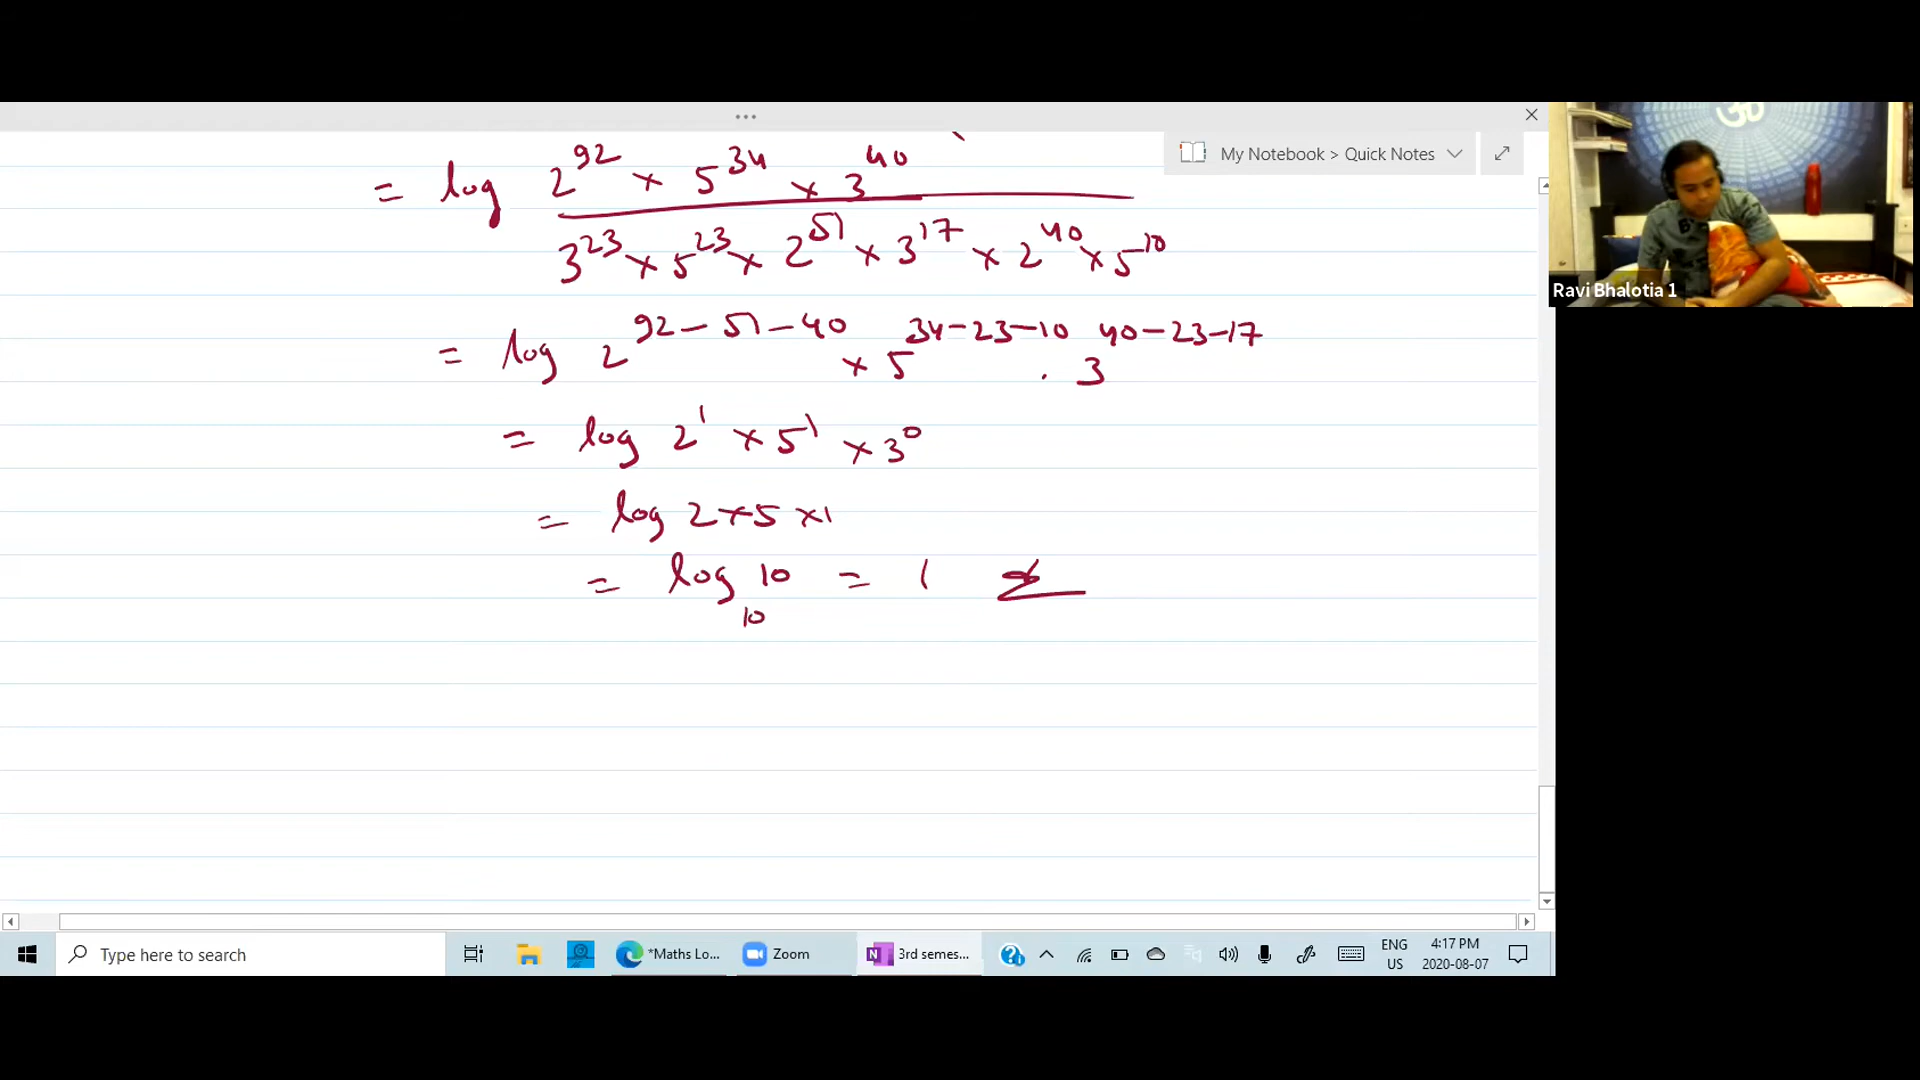 My Notebook > Quick Notes
= log 2^92 × 5^34 × 3^40
3^23 × 5^23 × 2^51 × 3^17 × 2^40 × 5^10
= log 2^92-51-40 × 5^34-23-10 . 3^40-23-17
= log 2^1 × 5^1 × 3^0
= log 2×5×1
= log_10 10 = 1
Ravi Bhalotia 1
Type here to search
*Maths Lo...
Zoom
3rd semes...
ENG
US
4:17 PM
2020-08-07